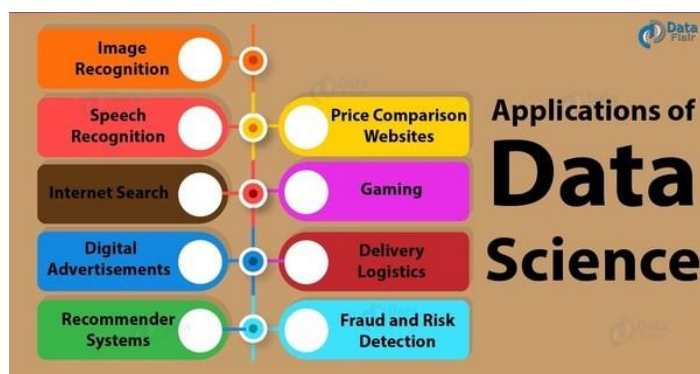 Data
Flair
Image
Recognition
Speech
Recognition
Price Comparison
Websites
Internet Search
Gaming
Digital
Advertisements
Delivery
Logistics
Recommender
Systems
Fraud and Risk
Detection
Applications of
Data
Science